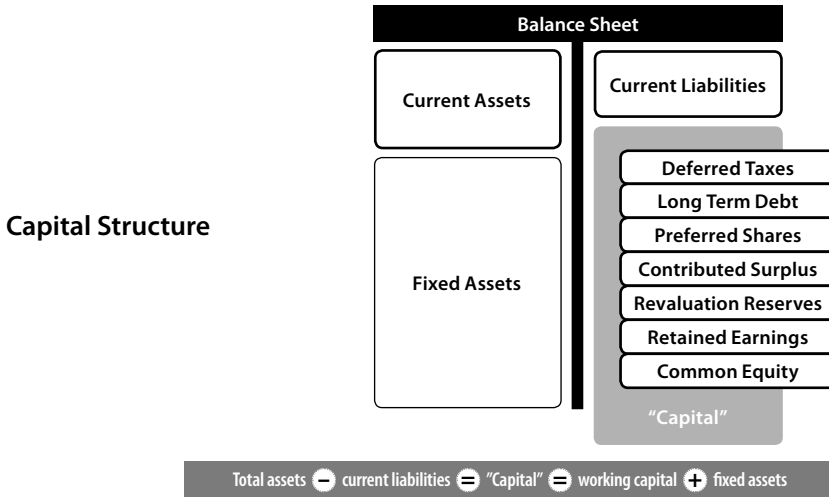 Balance Sheet
Current Assets
Current Liabilities
Capital Structure
Fixed Assets
Deferred Taxes
Long Term Debt
Preferred Shares
Contributed Surplus
Revaluation Reserves
Retained Earnings
Common Equity
“Capital”
Total assets − current liabilities = ”Capital” = working capital + fixed assets